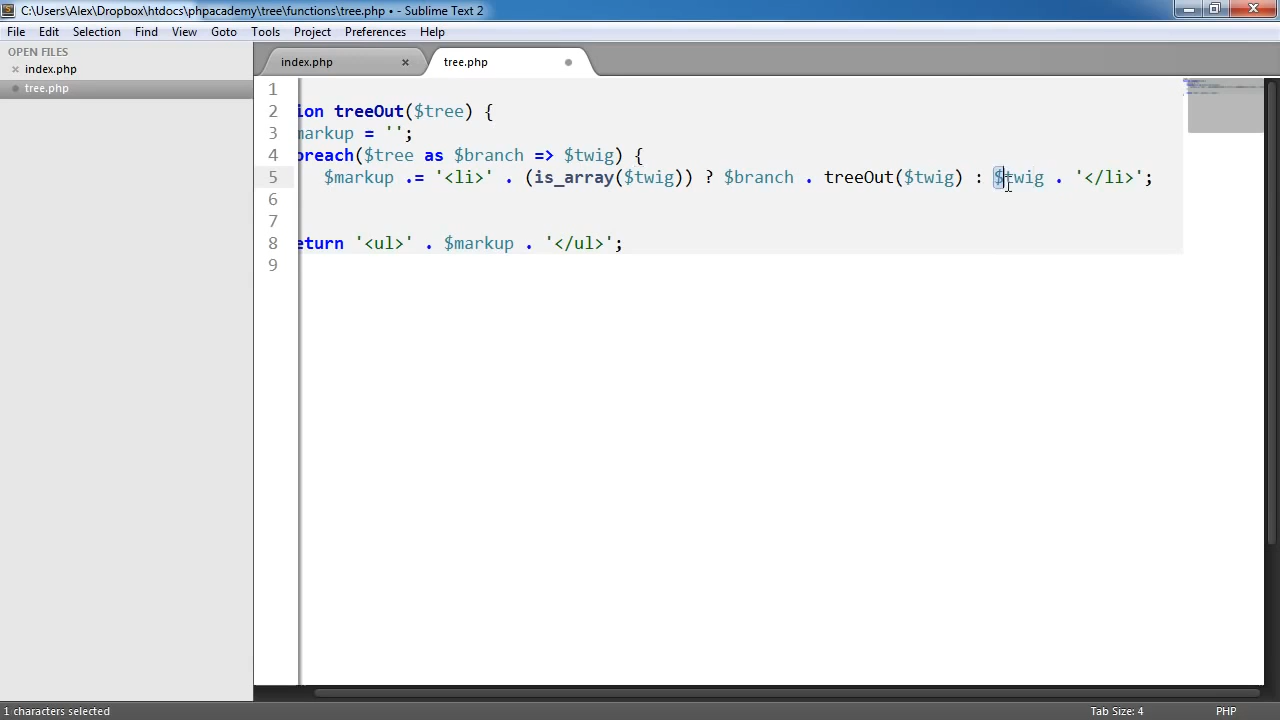 C:\Users\Alex\Dropbox\htdocs\phpacademy\tree\functions\tree.php • - Sublime Text 2
File Edit Selection Find View Goto Tools Project Preferences Help
OPEN FILES
index.php
tree.php
index.php tree.php
1
2 ion treeOut($tree) {
3 markup = '';
4 oreach($tree as $branch => $twig) {
5 $markup .= '<li>' . (is_array($twig)) ? $branch . treeOut($twig) : $twig . '</li>';
6
7
8 eturn '<ul>' . $markup . '</ul>';
9
1 characters selected
Tab Size: 4
PHP